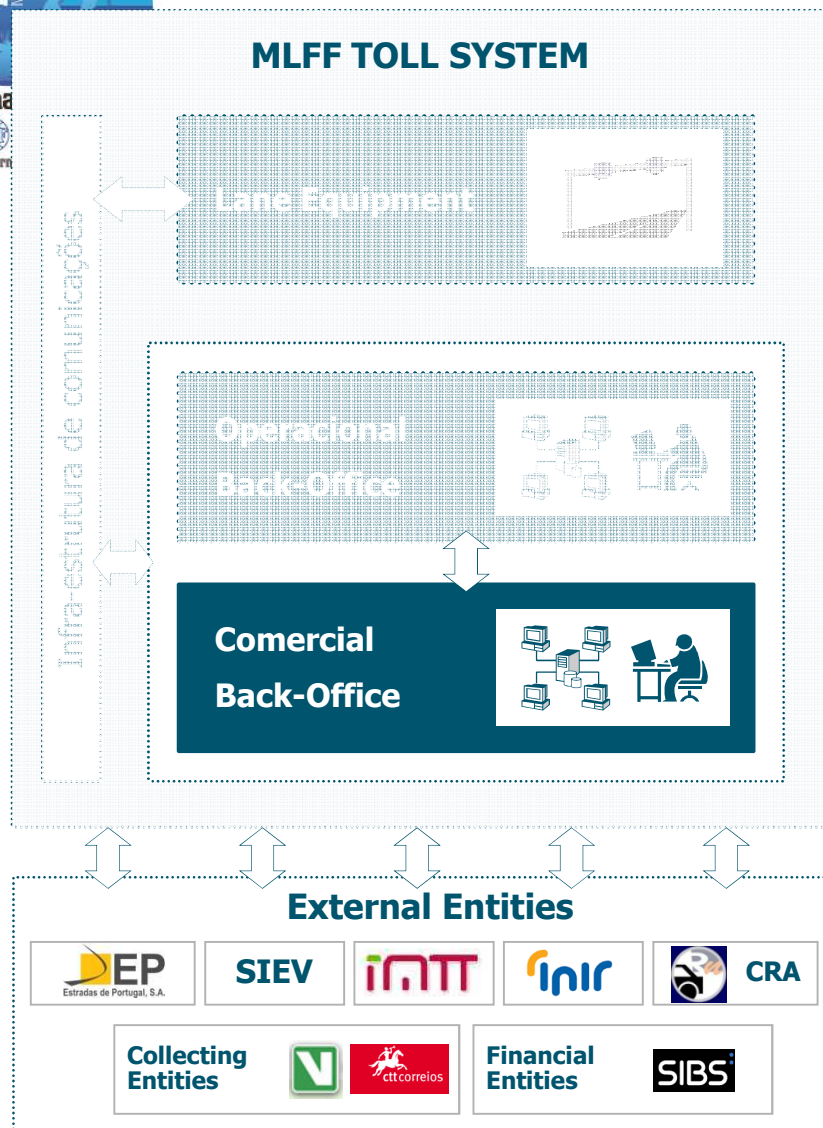 MLFF TOLL SYSTEM
Lane Equipment
Infra-estrutura de comunicações
Operacional
Back-Office
Comercial
Back-Office
External Entities
EP
Estradas de Portugal, S.A.
SIEV
imtt
inir
CRA
Collecting
Entities
V
ctt correios
Financial
Entities
SIBS